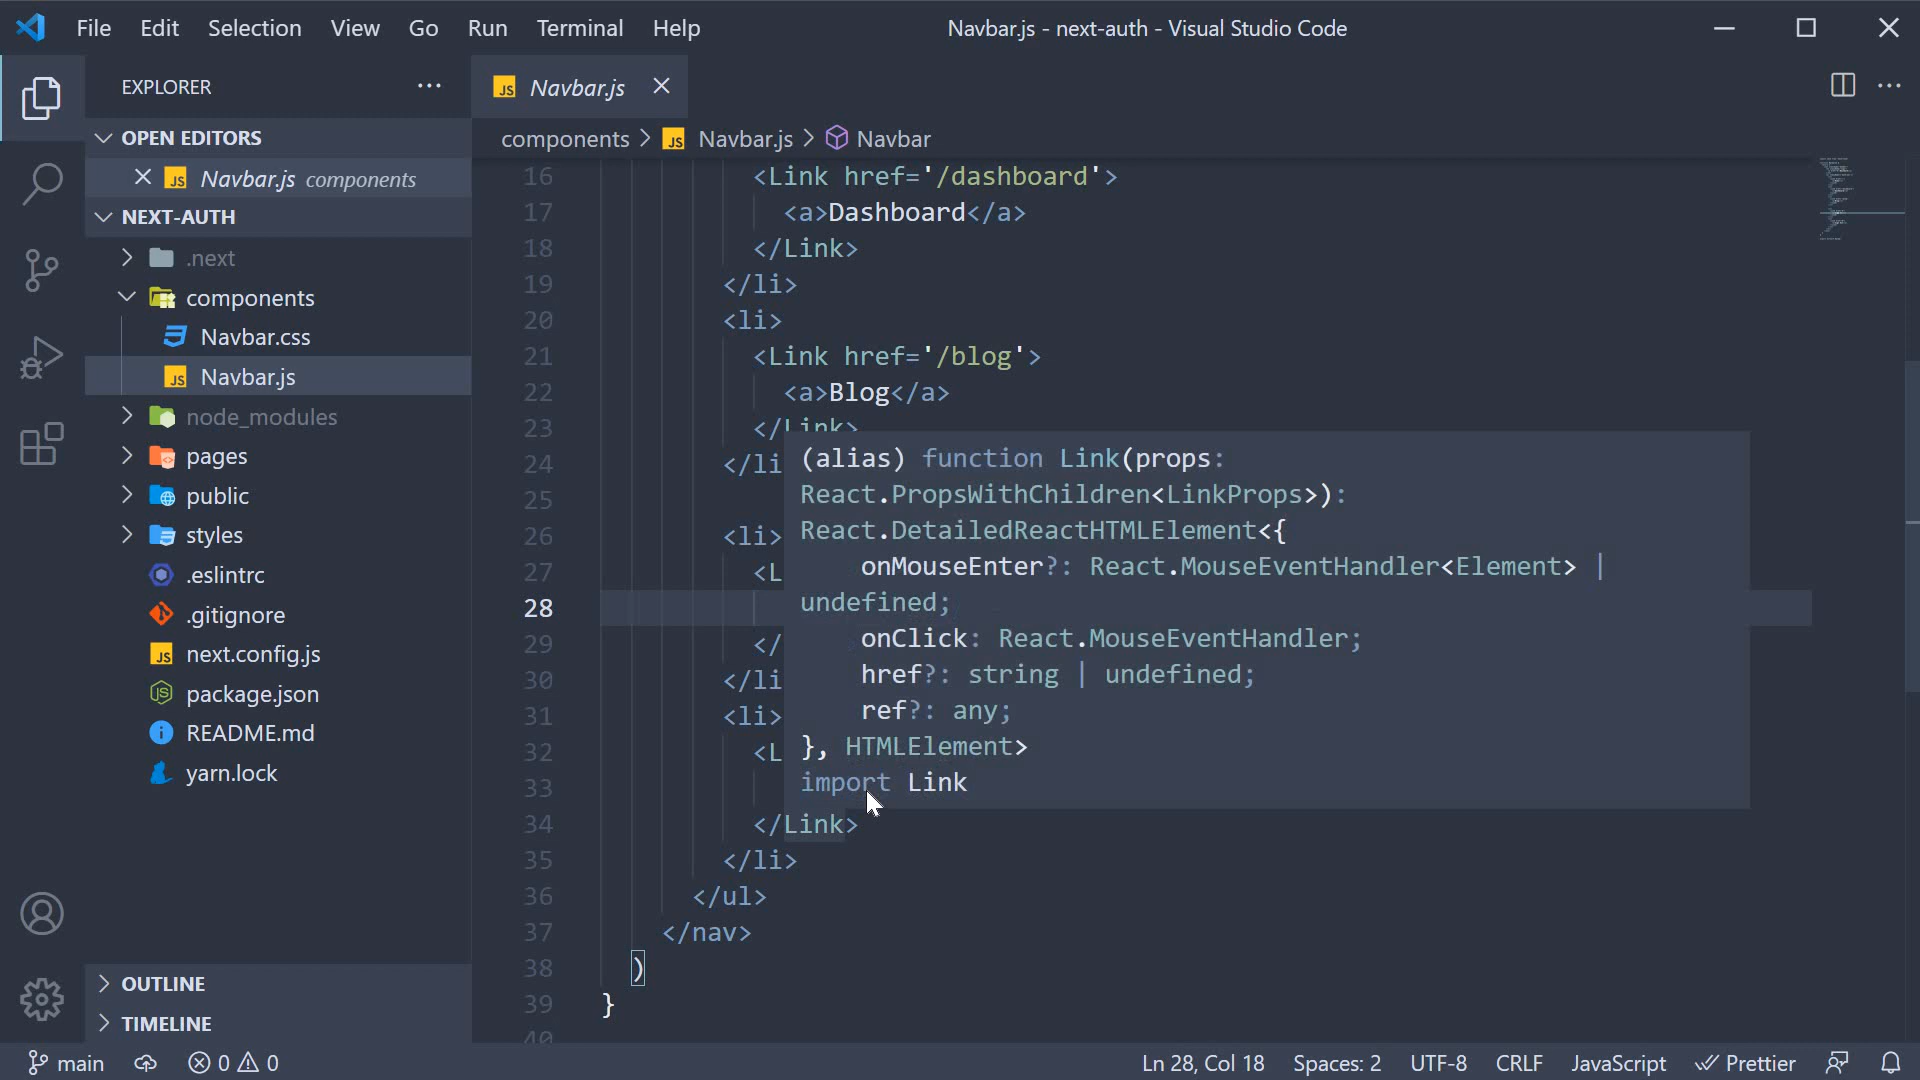 File Edit Selection View Go Run Terminal Help
Navbar.js - next-auth - Visual Studio Code
EXPLORER
OPEN EDITORS
JS Navbar.js components
NEXT-AUTH
.next
components
Navbar.css
JS Navbar.js
node_modules
pages
public
styles
.eslintrc
.gitignore
JS next.config.js
package.json
README.md
yarn.lock
OUTLINE
TIMELINE
JS Navbar.js
components > JS Navbar.js > Navbar
16 <Link href='/dashboard'>
17 <a>Dashboard</a>
18 </Link>
19 </li>
20 <li>
21 <Link href='/blog'>
22 <a>Blog</a>
23 </Link>
24 </li
25
26 <li>
27 <L
28
29 </
30 </li
31 <li>
32 <L
33
34 </Link>
35 </li>
36 </ul>
37 </nav>
38 )
39 }
40
(alias) function Link(props:
React.PropsWithChildren<LinkProps>):
React.DetailedReactHTMLElement<{
onMouseEnter?: React.MouseEventHandler<Element> |
undefined;
onClick: React.MouseEventHandler;
href?: string | undefined;
ref?: any;
}, HTMLElement>
import Link
main 0 0
Ln 28, Col 18 Spaces: 2 UTF-8 CRLF JavaScript Prettier